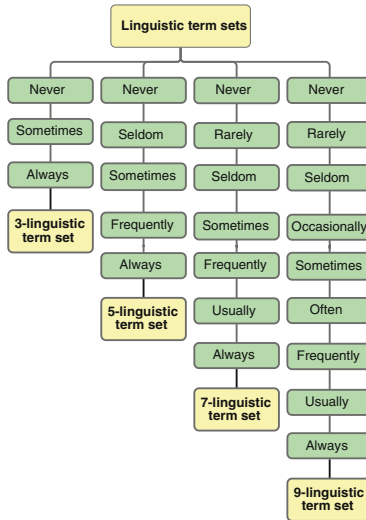 Linguistic term sets
Never
Sometimes
Always
3-linguistic
term set
Never
Seldom
Sometimes
Frequently
Always
5-linguistic
term set
Never
Rarely
Seldom
Sometimes
Frequently
Usually
Always
7-linguistic
term set
Never
Rarely
Seldom
Occasionally
Sometimes
Often
Frequently
Usually
Always
9-linguistic
term set